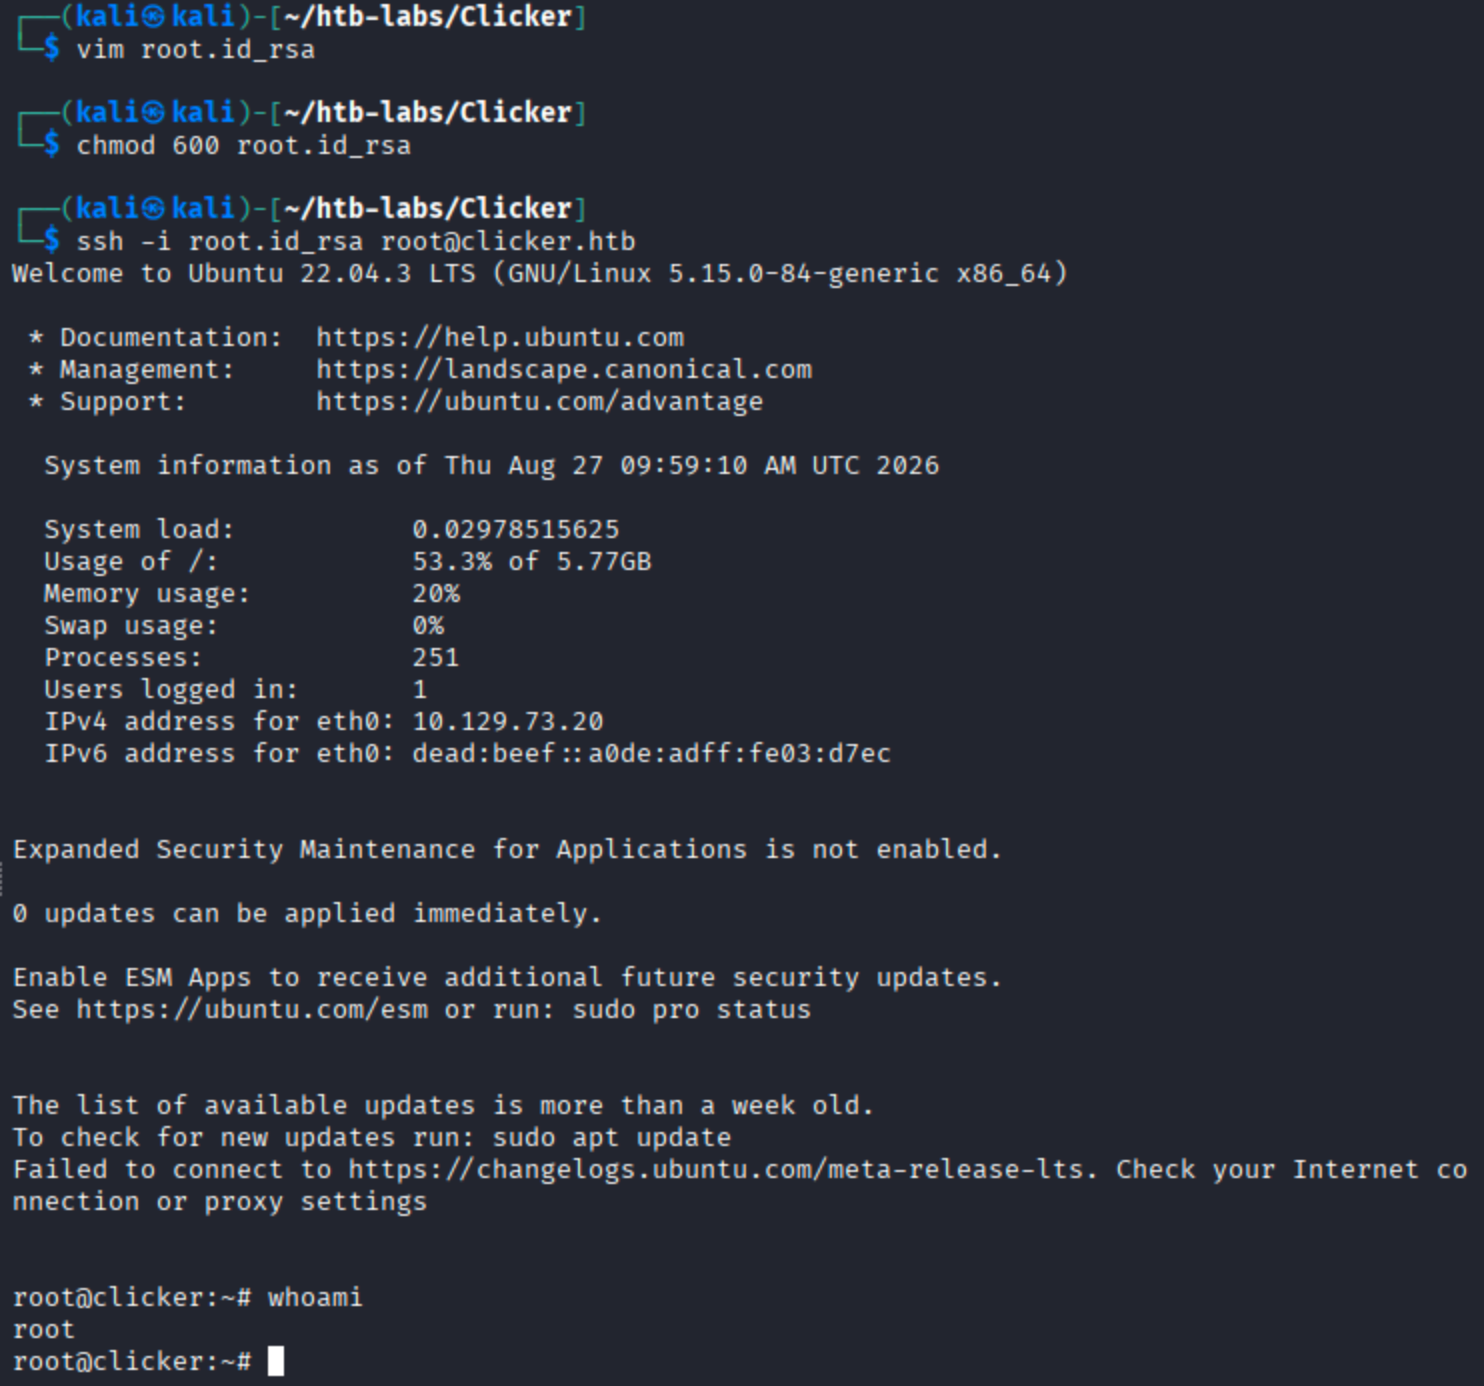 ┌──(kali㉿kali)-[~/htb-labs/Clicker]
└─$ vim root.id_rsa
┌──(kali㉿kali)-[~/htb-labs/Clicker]
└─$ chmod 600 root.id_rsa
┌──(kali㉿kali)-[~/htb-labs/Clicker]
└─$ ssh -i root.id_rsa root@clicker.htb
Welcome to Ubuntu 22.04.3 LTS (GNU/Linux 5.15.0-84-generic x86_64)
 * Documentation:  https://help.ubuntu.com
 * Management:     https://landscape.canonical.com
 * Support:        https://ubuntu.com/advantage
  System information as of Thu Aug 27 09:59:10 AM UTC 2026
  System load:           0.02978515625
  Usage of /:            53.3% of 5.77GB
  Memory usage:          20%
  Swap usage:            0%
  Processes:             251
  Users logged in:       1
  IPv4 address for eth0: 10.129.73.20
  IPv6 address for eth0: dead:beef::a0de:adff:fe03:d7ec
Expanded Security Maintenance for Applications is not enabled.
0 updates can be applied immediately.
Enable ESM Apps to receive additional future security updates.
See https://ubuntu.com/esm or run: sudo pro status
The list of available updates is more than a week old.
To check for new updates run: sudo apt update
Failed to connect to https://changelogs.ubuntu.com/meta-release-lts. Check your Internet co
nnection or proxy settings
root@clicker:~# whoami
root
root@clicker:~#